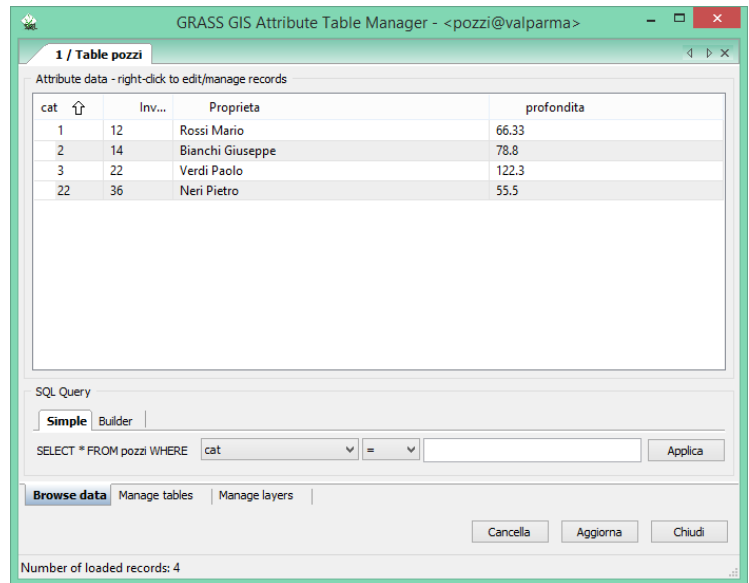 GRASS GIS Attribute Table Manager - <pozzi@valparma>
1 / Table pozzi
Attribute data - right-click to edit/manage records
cat Inv... Proprieta profondita
1 12 Rossi Mario 66.33
2 14 Bianchi Giuseppe 78.8
3 22 Verdi Paolo 122.3
22 36 Neri Pietro 55.5
SQL Query
Simple Builder
SELECT * FROM pozzi WHERE cat = Applica
Browse data Manage tables Manage layers
Cancella Aggiorna Chiudi
Number of loaded records: 4